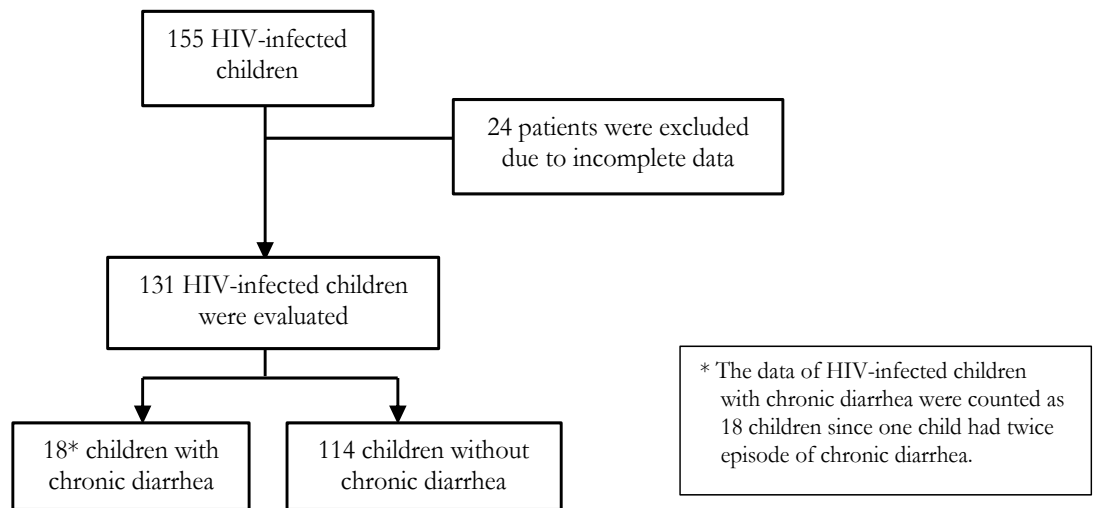 155 HIV-infected
children
24 patients were excluded
due to incomplete data
131 HIV-infected children
were evaluated
18* children with
chronic diarrhea
114 children without
chronic diarrhea
* The data of HIV-infected children
with chronic diarrhea were counted as
18 children since one child had twice
episode of chronic diarrhea.